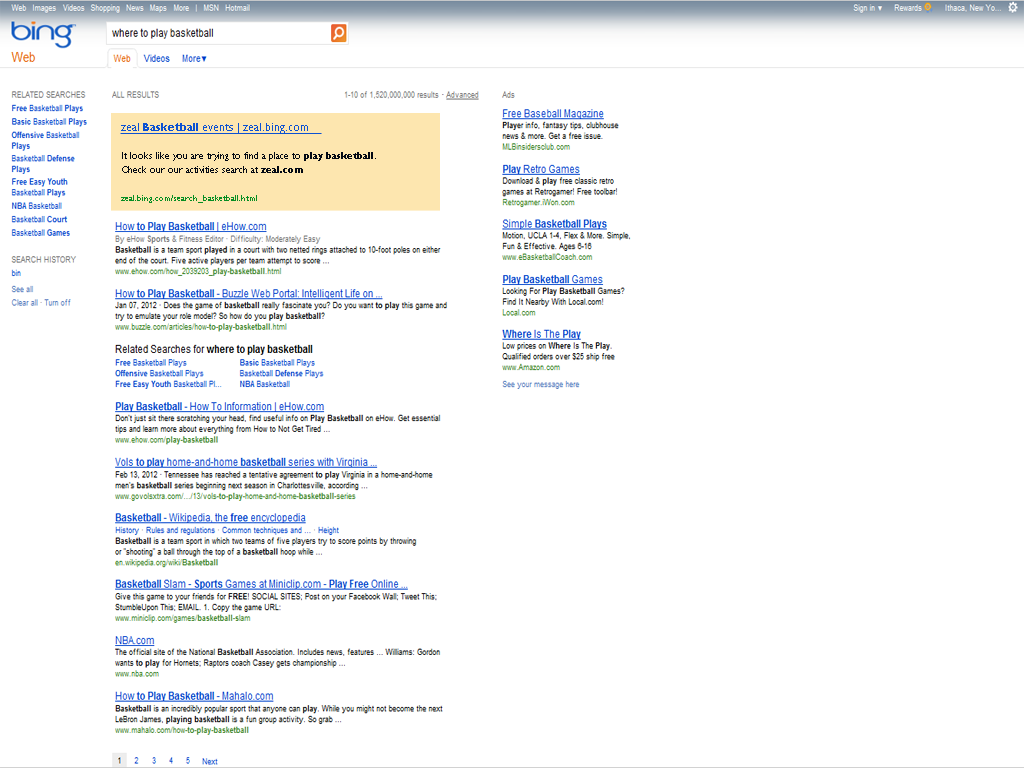 Web Images Videos Shopping News Maps More | MSN Hotmail
Sign in ▾ Rewards Ithaca, New Yo...
bing
where to play basketball
Web
Web Videos More▾
RELATED SEARCHES
Free Basketball Plays
Basic Basketball Plays
Offensive Basketball
Plays
Basketball Defense
Plays
Free Easy Youth
Basketball Plays
NBA Basketball
Basketball Court
Basketball Games
SEARCH HISTORY
bin
See all
Clear all · Turn off
ALL RESULTS
1-10 of 1,520,000,000 results · Advanced
zeal Basketball events | zeal.bing.com
It looks like you are trying to find a place to play basketball.
Check our our activities search at zeal.com
zeal.bing.com/search_basketball.html
How to Play Basketball | eHow.com
By eHow Sports & Fitness Editor · Difficulty: Moderately Easy
Basketball is a team sport played in a court with two netted rings attached to 10-foot poles on either
end of the court. Five active players per team attempt to score ...
www.ehow.com/how_2038203_play-basketball.html
How to Play Basketball - Buzzle Web Portal: Intelligent Life on ...
Jan 07, 2012 · Does the game of basketball really fascinate you? Do you want to play this game and
try to emulate your role model? So how do you play basketball?
www.buzzle.com/articles/how-to-play-basketball.html
Related Searches for where to play basketball
Free Basketball Plays Basic Basketball Plays
Offensive Basketball Plays Basketball Defense Plays
Free Easy Youth Basketball Pl... NBA Basketball
Play Basketball - How To Information | eHow.com
Don't just sit there scratching your head, find useful info on Play Basketball on eHow. Get essential
tips and learn more about everything from How to Not Get Tired ...
www.ehow.com/play-basketball
Vols to play home-and-home basketball series with Virginia ...
Feb 13, 2012 · Tennessee has reached a tentative agreement to play Virginia in a home-and-home
men's basketball series beginning next season in Charlottesville, according ...
www.govolsxtra.com/.../13/vols-to-play-home-and-home-basketball-series
Basketball - Wikipedia, the free encyclopedia
History · Rules and regulations · Common techniques and ... · Height
Basketball is a team sport in which two teams of five players try to score points by throwing
or "shooting" a ball through the top of a basketball hoop while ...
en.wikipedia.org/wiki/Basketball
Basketball Slam - Sports Games at Miniclip.com - Play Free Online ...
Give this game to your friends for FREE! SOCIAL SITES; Post on your Facebook Wall; Tweet This;
StumbleUpon This; EMAIL. 1. Copy the game URL:
www.miniclip.com/games/basketball-slam
NBA.com
The official site of the National Basketball Association. Includes news, features ... Williams: Gordon
wants to play for Hornets; Raptors coach Casey gets championship ...
www.nba.com
How to Play Basketball - Mahalo.com
Basketball is an incredibly popular sport that anyone can play. While you might not become the next
LeBron James, playing basketball is a fun group activity. So grab ...
www.mahalo.com/how-to-play-basketball
1 2 3 4 5 Next
Ads
Free Baseball Magazine
Player info, fantasy tips, clubhouse
news & more. Get a free issue.
MLBinsidersclub.com
Play Retro Games
Download & play free classic retro
games at Retrogamer! Free toolbar!
Retrogamer.iWon.com
Simple Basketball Plays
Motion, UCLA 1-4, Flex & More. Simple,
Fun & Effective. Ages 6-16
www.eBasketballCoach.com
Play Basketball Games
Looking For Play Basketball Games?
Find It Nearby With Local.com!
Local.com
Where Is The Play
Low prices on Where Is The Play.
Qualified orders over $25 ship free
www.Amazon.com
See your message here